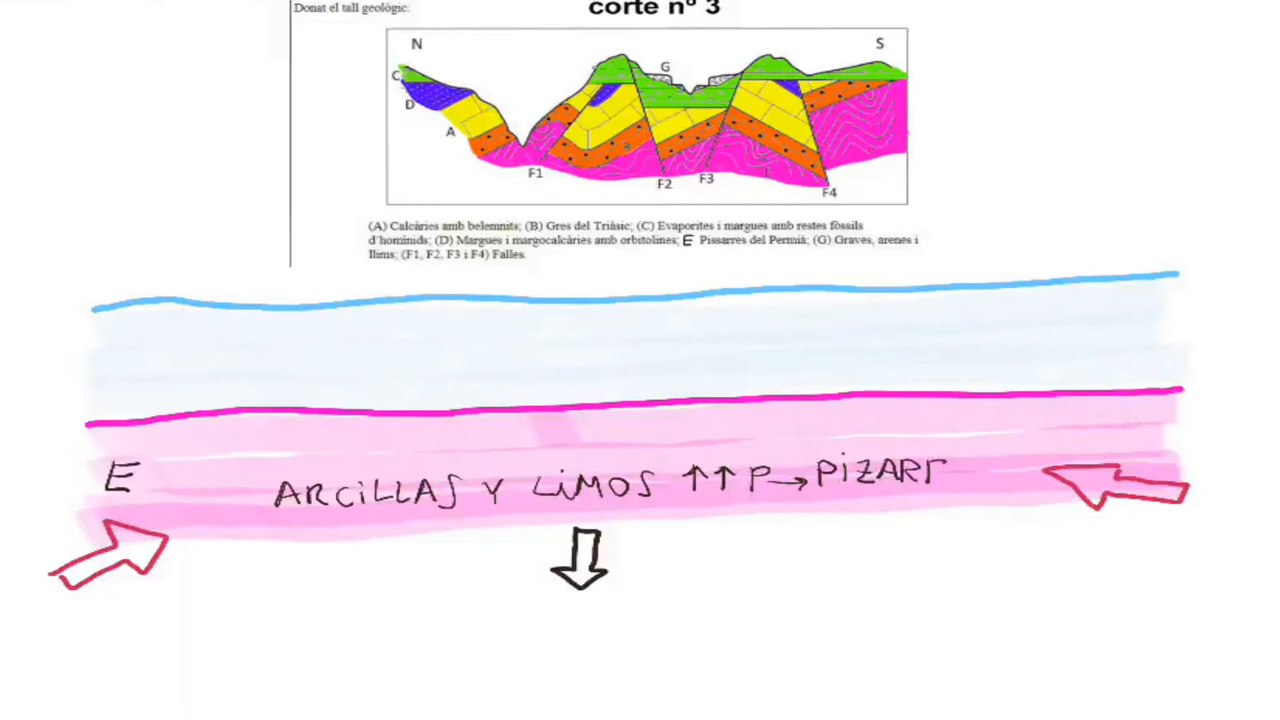 Donat el tall geològic:
corte nº 3
N
S
G
C
D
A
B
F1
F2
F3
F4
(A) Calcàries amb belemnits; (B) Gres del Triàsic; (C) Evaporites i margues amb restes fòssils
d'homínids; (D) Margues i margocalcàries amb orbitolines; E Pissarres del Permià; (G) Graves, arenes i
llims; (F1, F2, F3 i F4) Falles.
E
ARCiLLAS Y LiMOS ↑↑ P→ PiZARr